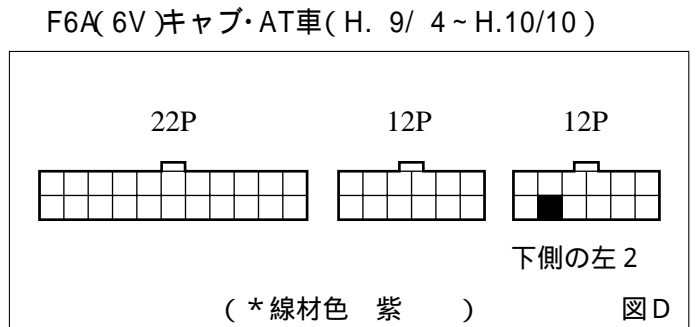 F6A( 6V )キャブ・AT車( H. 9/ 4 ~ H.10/10 )
22P 12P 12P
下側の左 2
( *線材色 紫 ) 図D